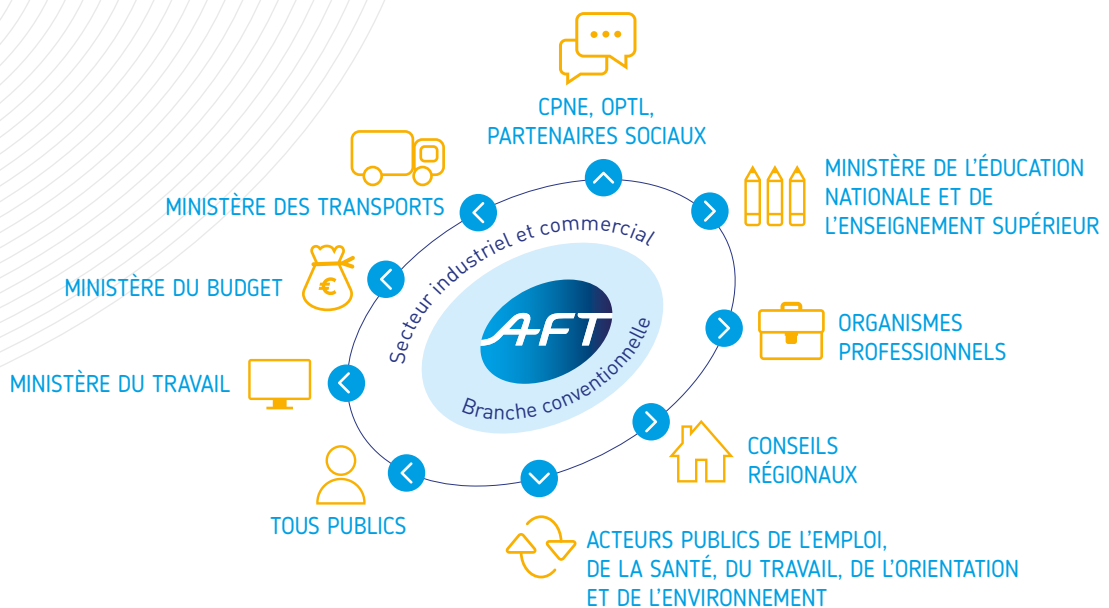 CPNE, OPTL,
PARTENAIRES SOCIAUX
MINISTÈRE DE L'ÉDUCATION
NATIONALE ET DE
L'ENSEIGNEMENT SUPÉRIEUR
MINISTÈRE DES TRANSPORTS
Secteur industriel et commercial
MINISTÈRE DU BUDGET
€
AFT
ORGANISMES
PROFESSIONNELS
MINISTÈRE DU TRAVAIL
Branche conventionnelle
CONSEILS
RÉGIONAUX
TOUS PUBLICS
ACTEURS PUBLICS DE L'EMPLOI,
DE LA SANTÉ, DU TRAVAIL, DE L'ORIENTATION
ET DE L'ENVIRONNEMENT